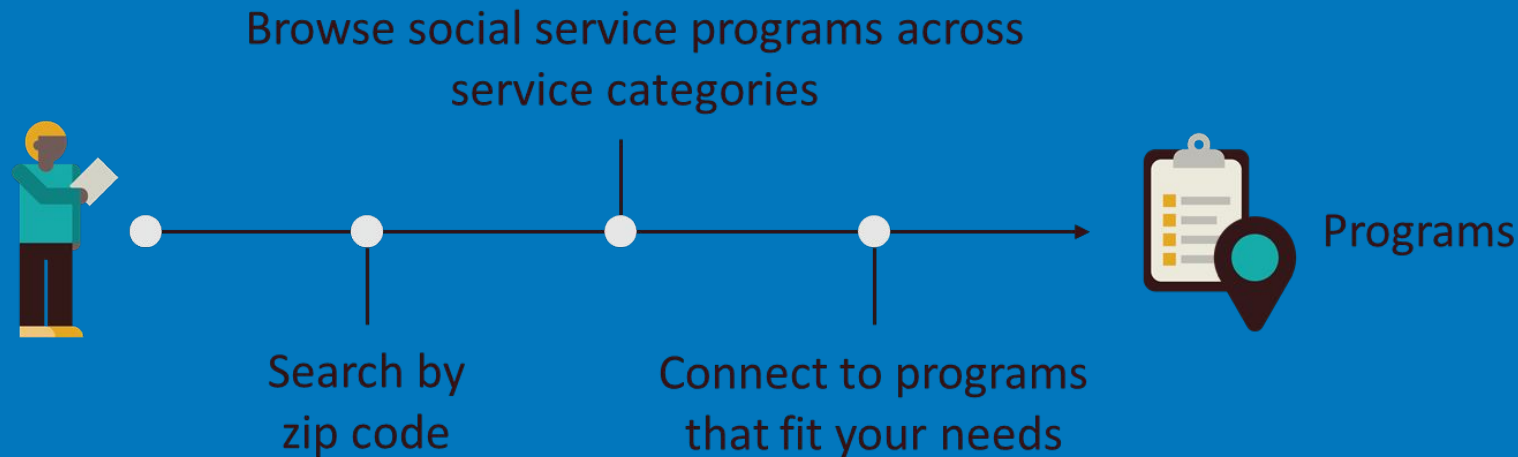 Browse social service programs across
service categories
Programs
Search by
zip code
Connect to programs
that fit your needs